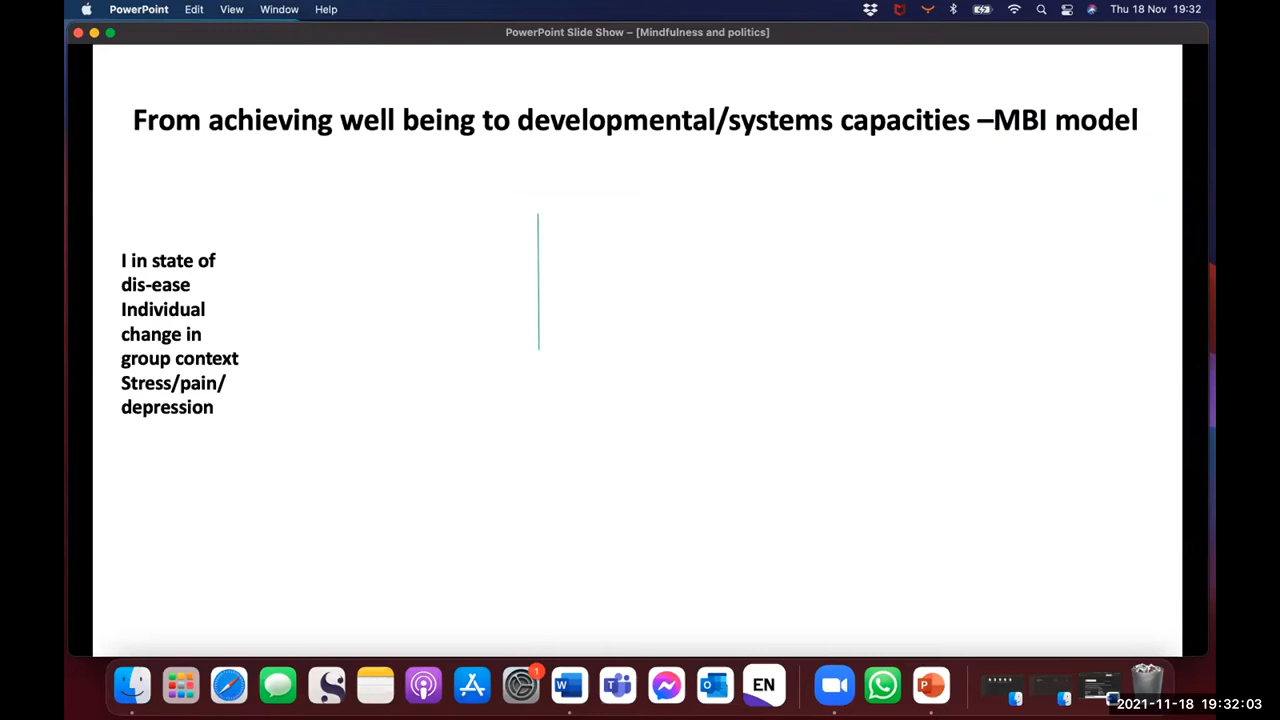 PowerPoint Edit View Window Help Thu 18 Nov 19:32
PowerPoint Slide Show – [Mindfulness and politics]
From achieving well being to developmental/systems capacities –MBI model
I in state of
dis-ease
Individual
change in
group context
Stress/pain/
depression
1
EN
2021-11-18 19:32:03